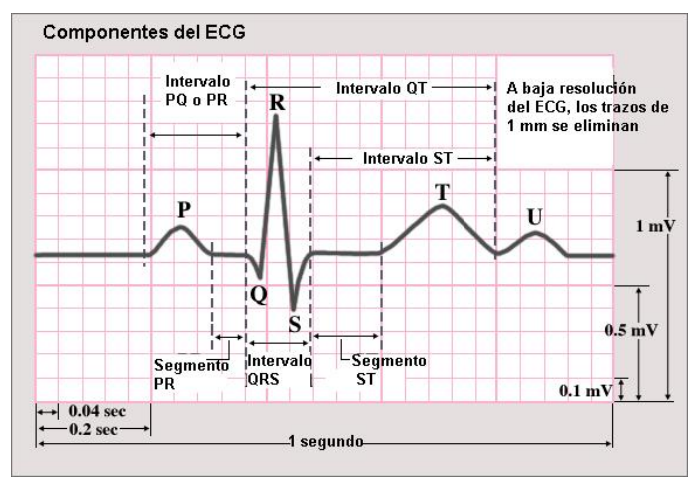 Componentes del ECG
Intervalo
PQ o PR
Intervalo QT
A baja resolución
del ECG, los trazos de
1 mm se eliminan
R
Intervalo ST
P
T
U
1 mV
Q
S
0.5 mV
Segmento
PR
Intervalo
QRS
Segmento
ST
0.1 mV
0.04 sec
0.2 sec
1 segundo